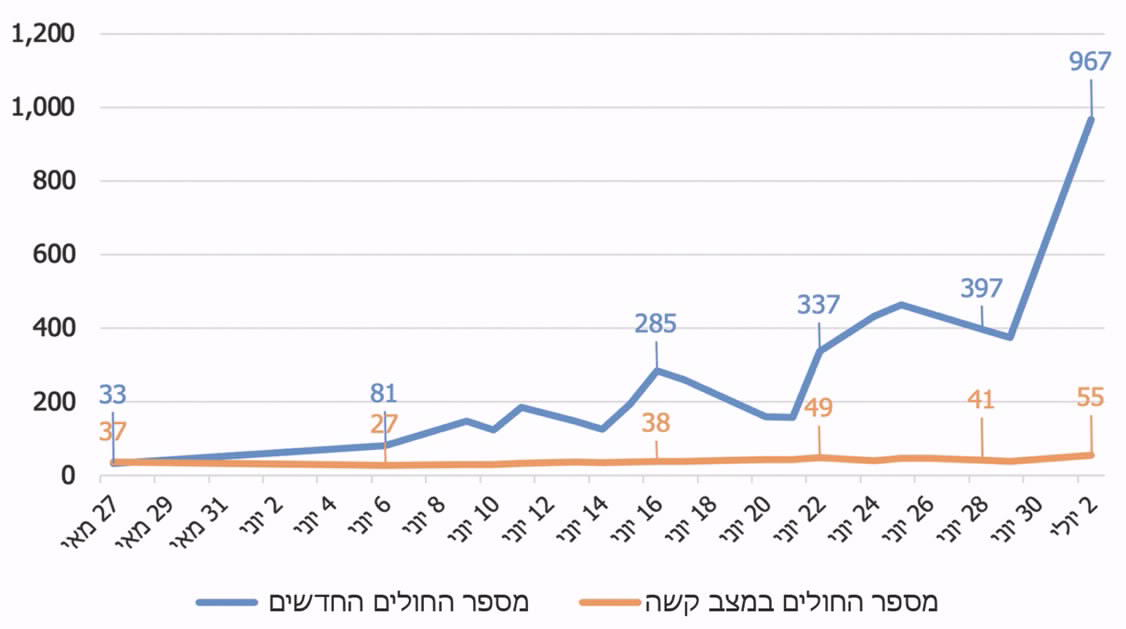 1,200
1,000
800
600
400
200
0
967
397
337
285
81
33
55
41
49
38
27
37
27 מאי
29 מאי
31 מאי
2 יוני
4 יוני
6 יוני
8 יוני
10 יוני
12 יוני
14 יוני
16 יוני
18 יוני
20 יוני
22 יוני
24 יוני
26 יוני
28 יוני
30 יוני
2 יולי
מספר החולים במצב קשה
מספר החולים החדשים